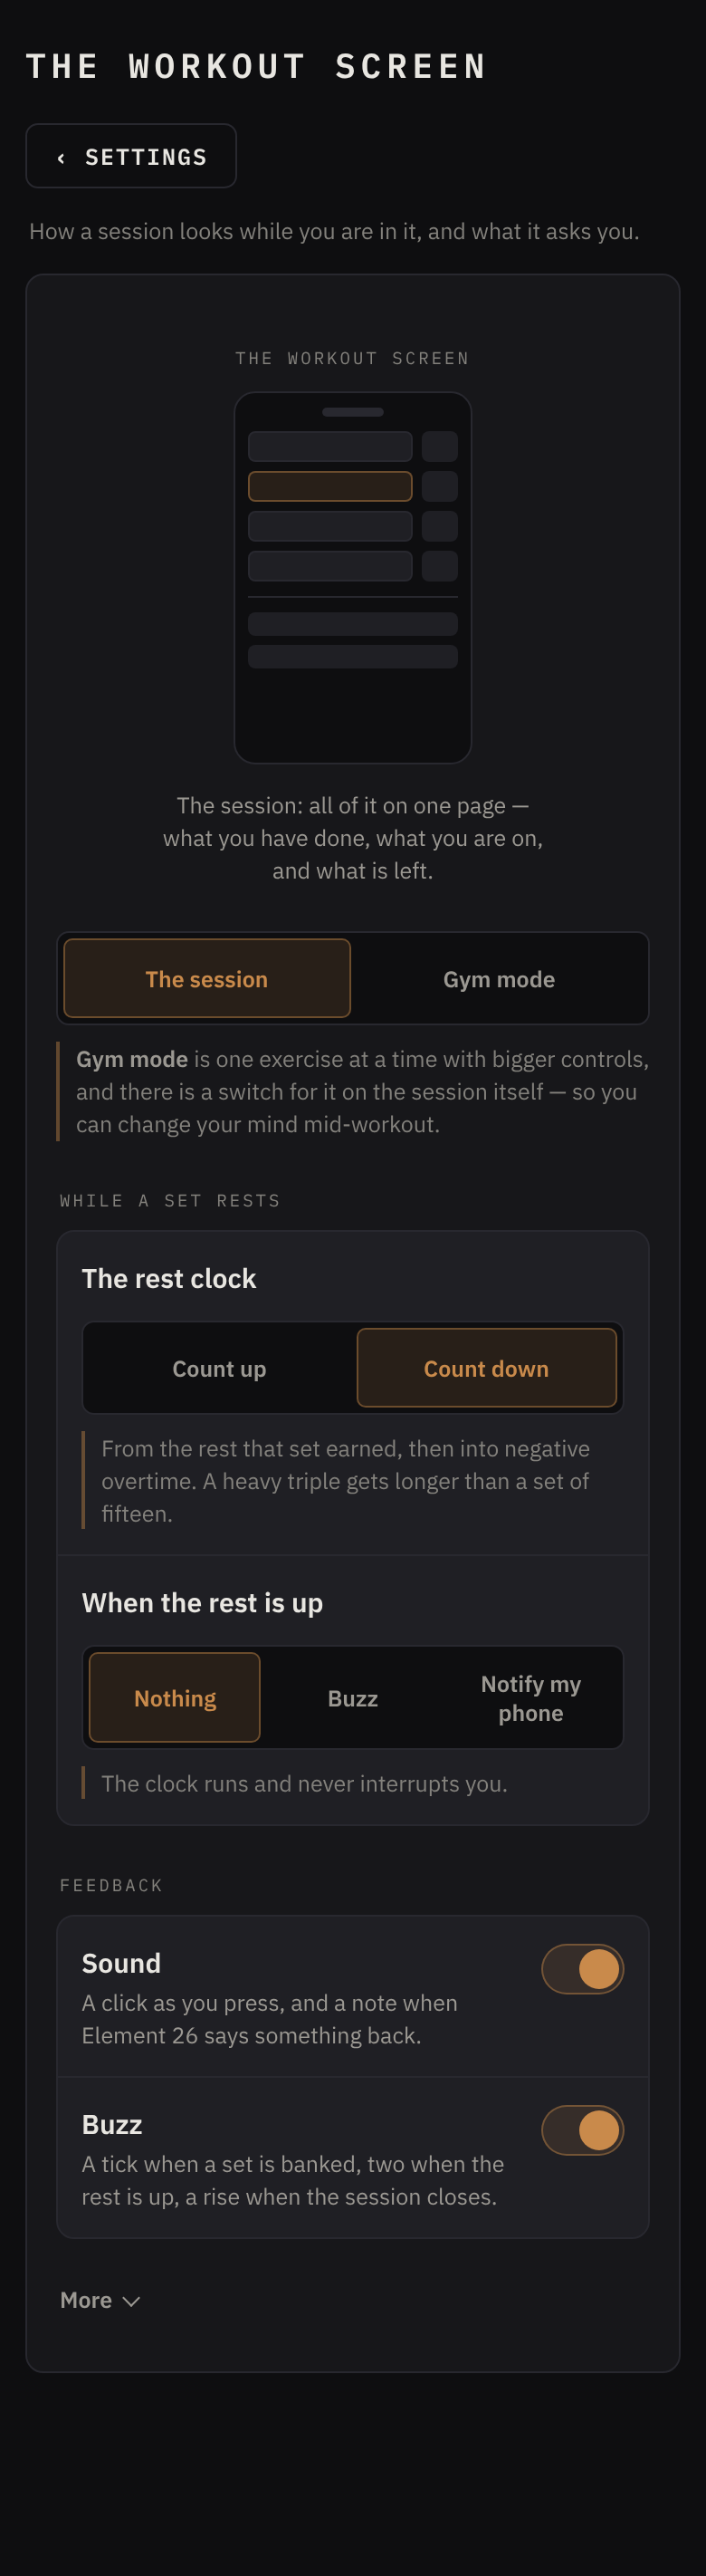 THE WORKOUT SCREEN
‹ SETTINGS
How a session looks while you are in it, and what it asks you.
THE WORKOUT SCREEN
The session: all of it on one page —
what you have done, what you are on,
and what is left.
The session
Gym mode
Gym mode is one exercise at a time with bigger controls,
and there is a switch for it on the session itself — so you
can change your mind mid-workout.
WHILE A SET RESTS
The rest clock
Count up
Count down
From the rest that set earned, then into negative
overtime. A heavy triple gets longer than a set of
fifteen.
When the rest is up
Nothing
Buzz
Notify my
phone
The clock runs and never interrupts you.
FEEDBACK
Sound
A click as you press, and a note when
Element 26 says something back.
Buzz
A tick when a set is banked, two when the
rest is up, a rise when the session closes.
More